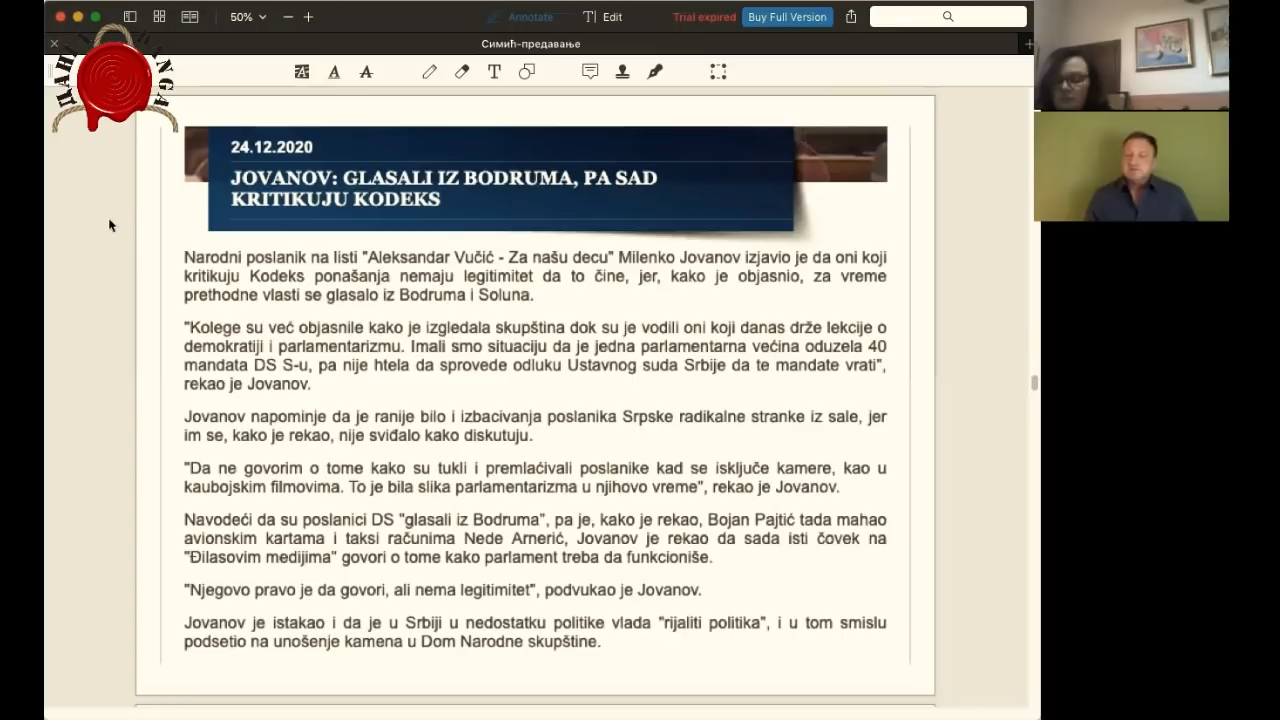 50%
Annotate
Edit
Trial expired
Buy Full Version
Симић-предавање
24.12.2020
JOVANOV: GLASALI IZ BODRUMA, PA SAD
KRITIKUJU KODEKS
Narodni poslanik na listi "Aleksandar Vučić - Za našu decu" Milenko Jovanov izjavio je da oni koji
kritikuju Kodeks ponašanja nemaju legitimitet da to čine, jer, kako je objasnio, za vreme
prethodne vlasti se glasalo iz Bodruma i Soluna.
"Kolege su već objasnile kako je izgledala skupština dok su je vodili oni koji danas drže lekcije o
demokratiji i parlamentarizmu. Imali smo situaciju da je jedna parlamentarna većina oduzela 40
mandata DS S-u, pa nije htela da sprovede odluku Ustavnog suda Srbije da te mandate vrati",
rekao je Jovanov.
Jovanov napominje da je ranije bilo i izbacivanja poslanika Srpske radikalne stranke iz sale, jer
im se, kako je rekao, nije sviđalo kako diskutuju.
"Da ne govorim o tome kako su tukli i premlaćivali poslanike kad se isključe kamere, kao u
kaubojskim filmovima. To je bila slika parlamentarizma u njihovo vreme", rekao je Jovanov.
Navodeći da su poslanici DS "glasali iz Bodruma", pa je, kako je rekao, Bojan Pajtić tada mahao
avionskim kartama i taksi računima Nede Arnerić, Jovanov je rekao da sada isti čovek na
"Đilasovim medijima" govori o tome kako parlament treba da funkcioniše.
"Njegovo pravo je da govori, ali nema legitimitet", podvukao je Jovanov.
Jovanov je istakao i da je u Srbiji u nedostatku politike vlada "rijaliti politika", i u tom smislu
podsetio na unošenje kamena u Dom Narodne skupštine.